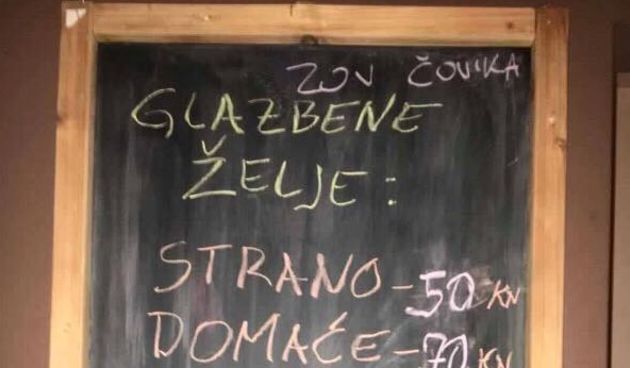 ZOV ČOVIKA
GLAZBENE
ŽELJE:
STRANO - 50 KN
DOMAĆE - 70 KN